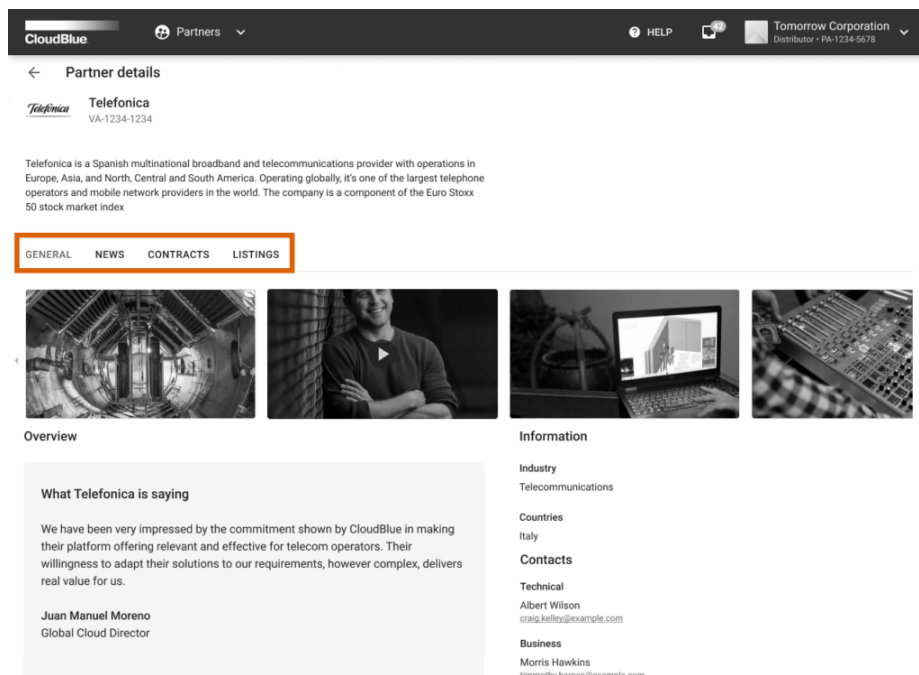 CloudBlue
Partners
HELP
42
Tomorrow Corporation
Distributor • PA-1234-5678
Partner details
Telefónica
Telefonica
VA-1234-1234
Telefonica is a Spanish multinational broadband and telecommunications provider with operations in
Europe, Asia, and North, Central and South America. Operating globally, it's one of the largest telephone
operators and mobile network providers in the world. The company is a component of the Euro Stoxx
50 stock market index
GENERAL NEWS CONTRACTS LISTINGS
Overview
What Telefonica is saying
We have been very impressed by the commitment shown by CloudBlue in making
their platform offering relevant and effective for telecom operators. Their
willingness to adapt their solutions to our requirements, however complex, delivers
real value for us.
Juan Manuel Moreno
Global Cloud Director
Information
Industry
Telecommunications
Countries
Italy
Contacts
Technical
Albert Wilson
craig.kelley@example.com
Business
Morris Hawkins